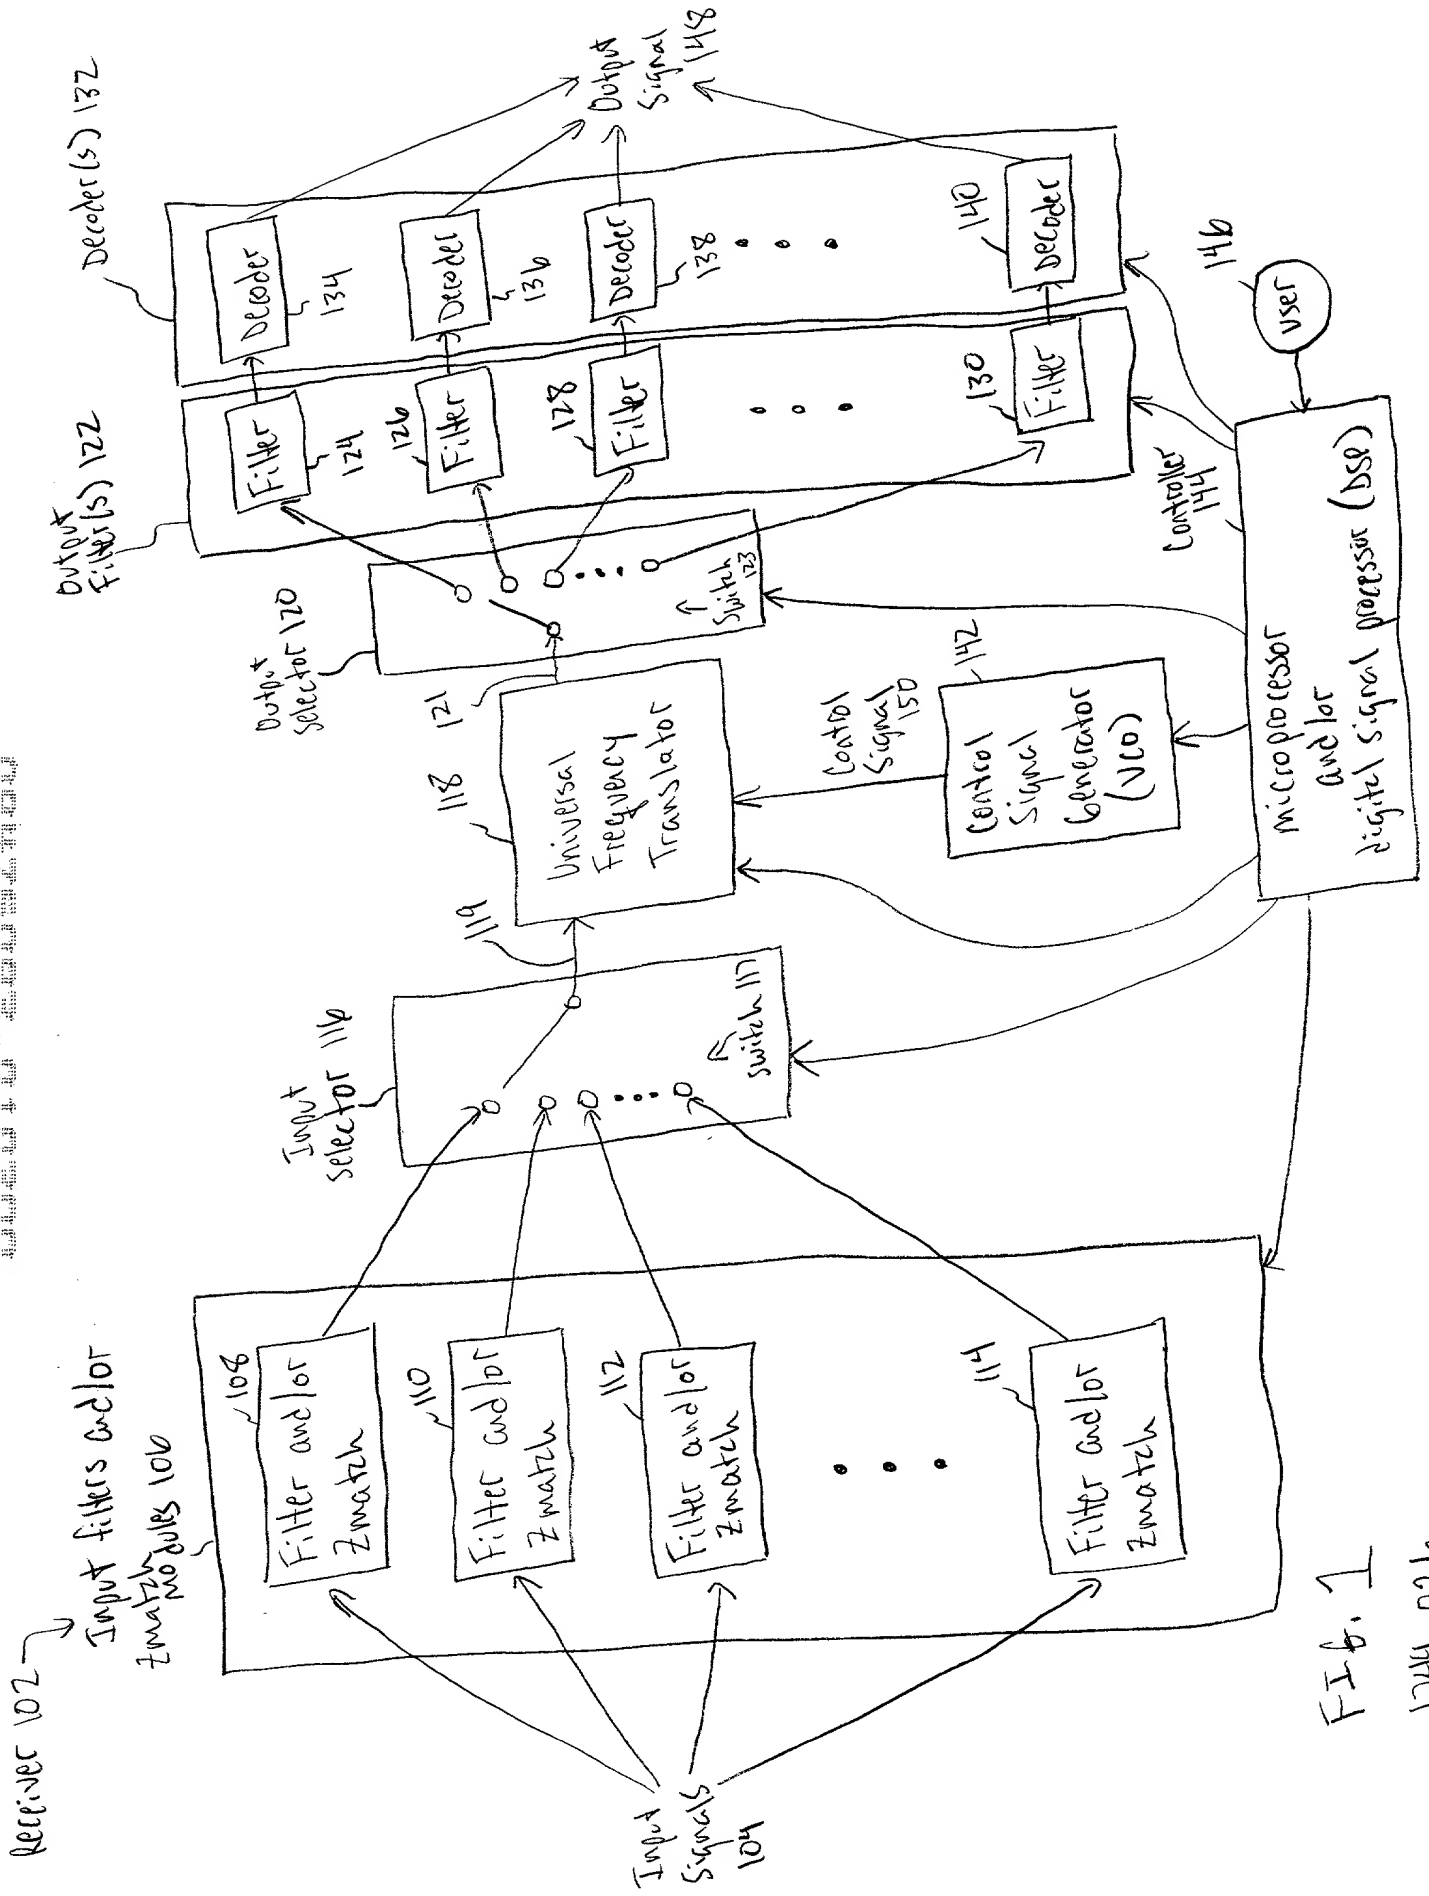 Receiver 102
Input filters and/or
Zmatch
modules 106
108
Filter and/or
Zmatch
110
Filter and/or
Zmatch
112
Filter and/or
Zmatch
114
Filter and/or
Zmatch
Input
Signals
104
Input
Selector 116
Switch 117
119
118
Universal
Frequency
Translator
121
Output
Selector 120
Switch
123
Output
Filter(s) 122
Filter
124
126
Filter
128
Filter
130
Filter
Decoder(s) 132
Decoder
134
Decoder
136
Decoder
138
140
Decoder
Output
Signal
148
Control
Signal
150
142
Control
Signal
Generator
(VCO)
Controller
144
microprocessor
and/or
digital signal processor (DSP)
146
User
FIG. 1